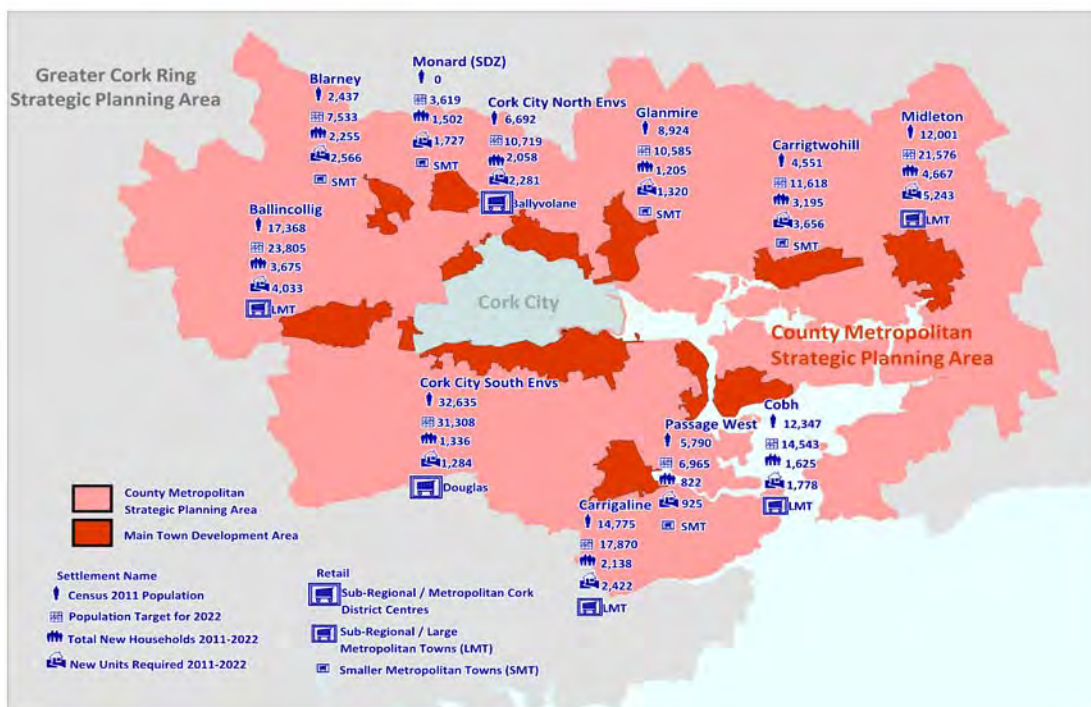 Greater Cork Ring
Strategic Planning Area
Blarney
2,437
7,533
2,255
2,566
SMT
Monard (SDZ)
0
3,619
1,502
1,727
SMT
Cork City North Envs
6,692
10,719
2,058
2,281
Ballyvolane
Glanmire
8,924
10,585
1,205
1,320
SMT
Carrigtwohill
4,551
11,618
3,195
3,656
SMT
Midleton
12,001
21,576
4,667
5,243
LMT
Ballincollig
17,368
23,805
3,675
4,033
LMT
Cork City
County Metropolitan
Strategic Planning Area
Cork City South Envs
32,635
31,308
1,336
1,284
Douglas
Passage West
5,790
6,965
822
925
SMT
Cobh
12,347
14,543
1,625
1,778
LMT
Carrigaline
14,775
17,870
2,138
2,422
LMT
County Metropolitan
Strategic Planning Area
Main Town Development Area
Settlement Name
Census 2011 Population
Population Target for 2022
Total New Households 2011-2022
New Units Required 2011-2022
Retail
Sub-Regional / Metropolitan Cork
District Centres
Sub-Regional / Large
Metropolitan Towns (LMT)
Smaller Metropolitan Towns (SMT)